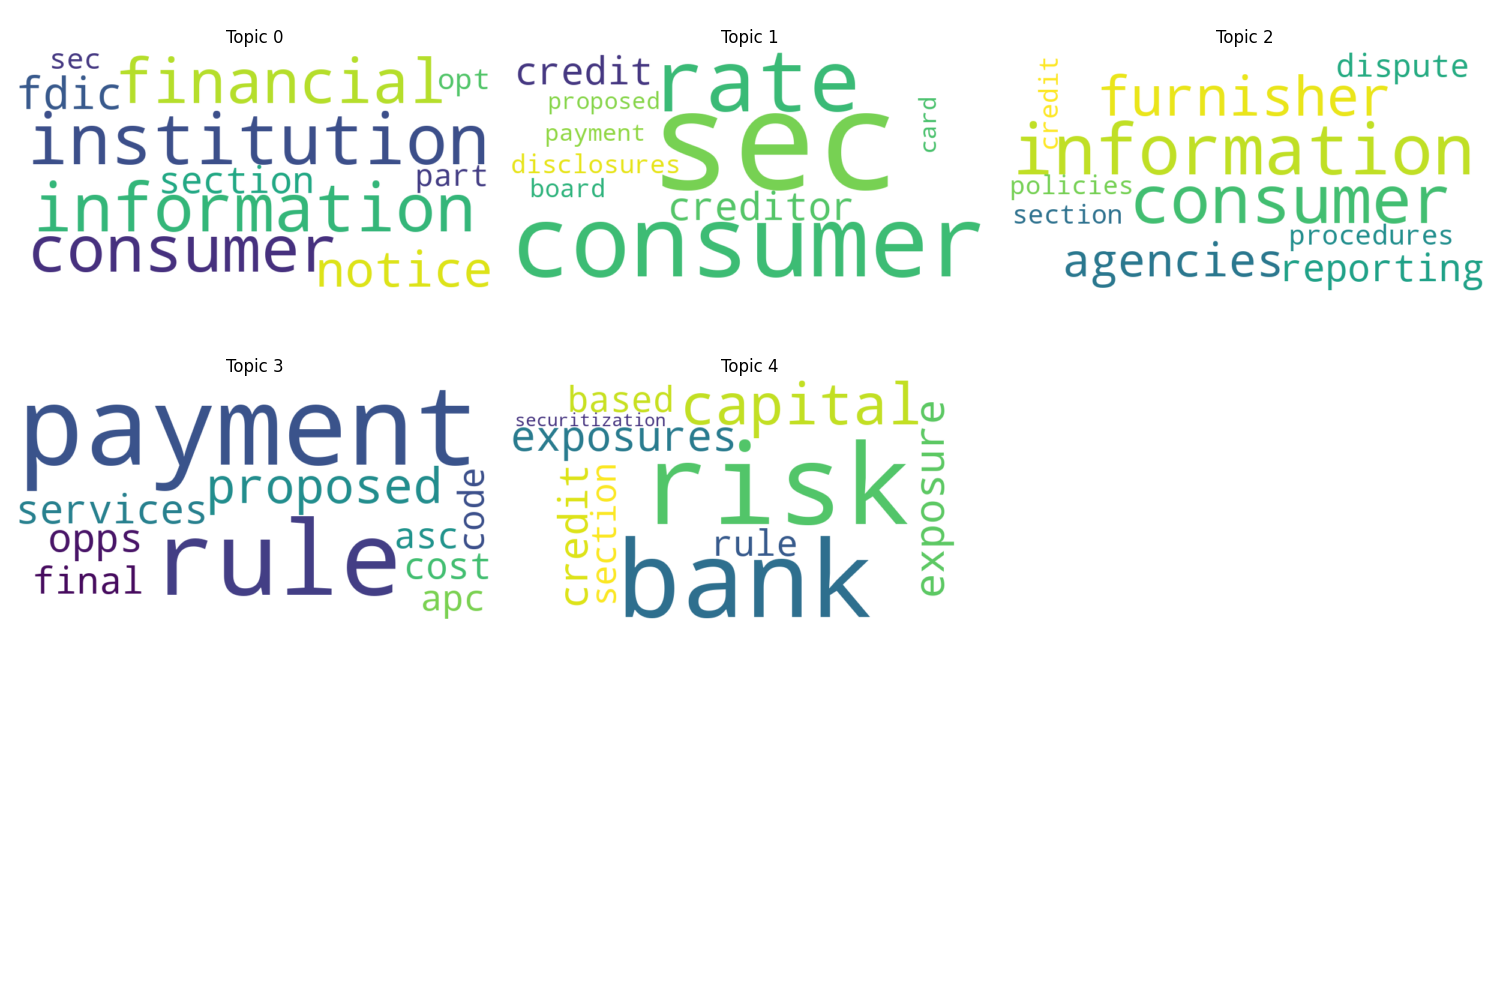 Topic 0
sec
financial
opt
fdic
institution
section
part
information
consumer
notice
Topic 1
credit
rate
proposed
sec
card
payment
disclosures
board
creditor
consumer
Topic 2
dispute
credit
furnisher
information
policies
consumer
section
procedures
agencies
reporting
Topic 3
payment
proposed
code
services
opps
rule
asc
final
cost
apc
Topic 4
based
capital
securitization
exposures
exposure
risk
credit
section
rule
bank